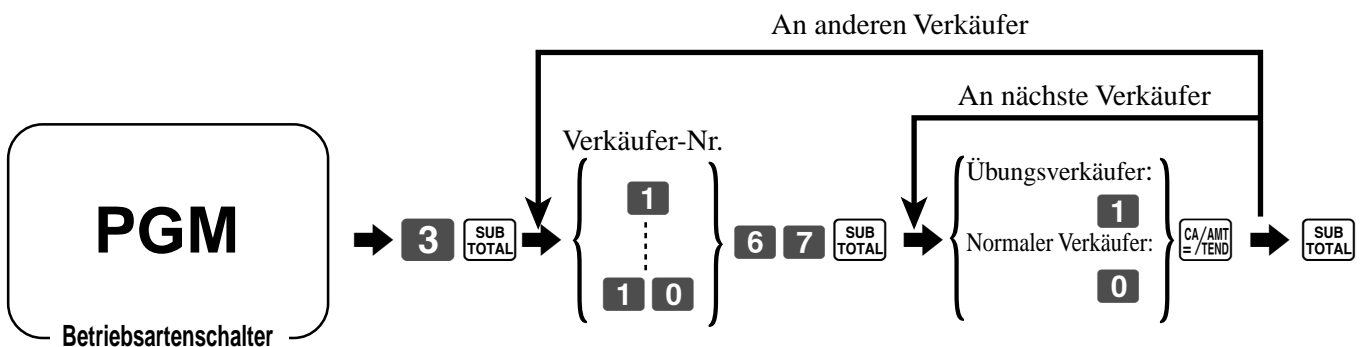 An anderen Verkäufer
An nächste Verkäufer
Verkäufer-Nr.
PGM
Betriebsartenschalter
3 SUB TOTAL
1
1 0
6 7 SUB TOTAL
Übungsverkäufer:
1
Normaler Verkäufer:
0
CA/AMT
= /TEND
SUB TOTAL